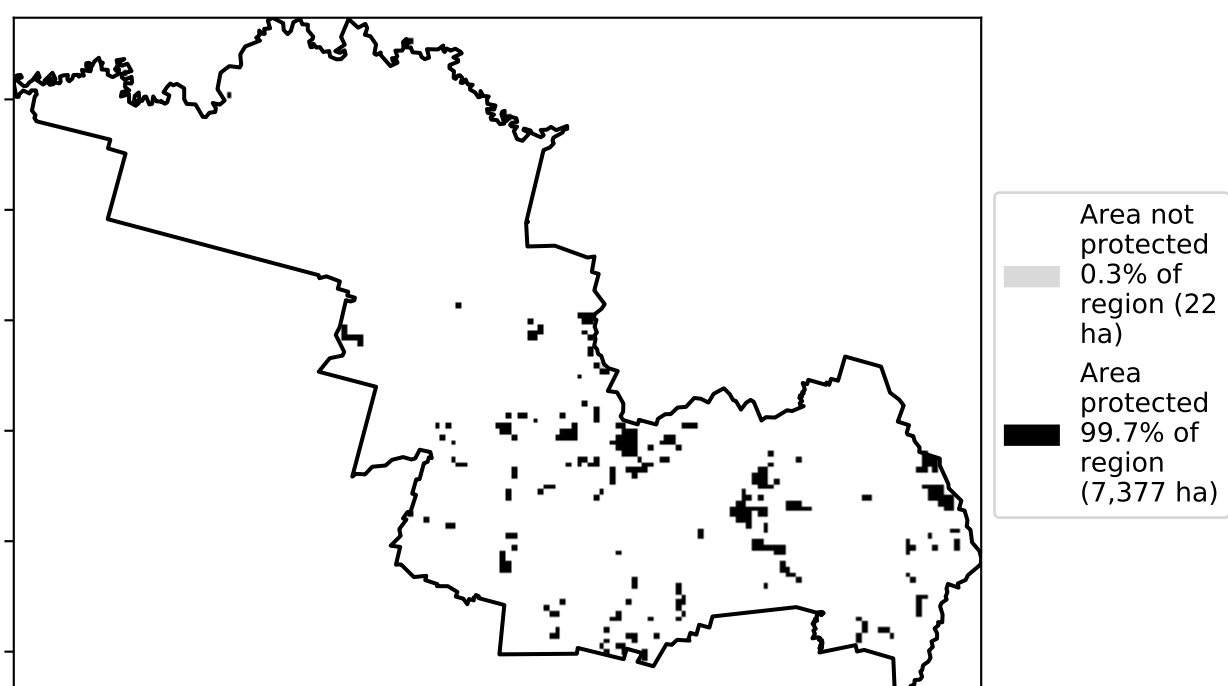 Area not
protected
0.3% of
region (22
ha)
Area
protected
99.7% of
region
(7,377 ha)